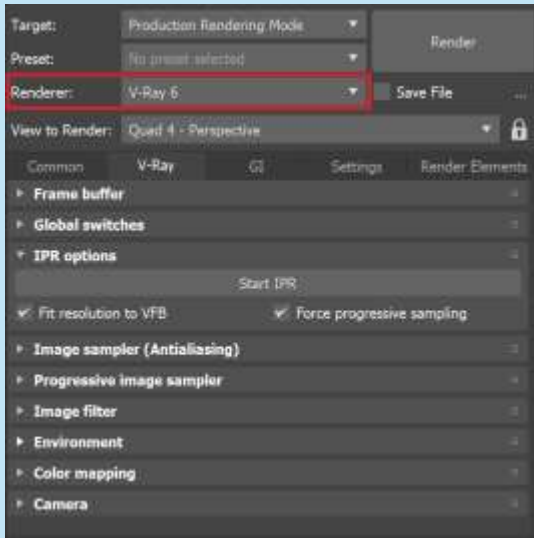 Target: Production Rendering Mode
Render
Preset: No preset selected
Renderer: V-Ray 6 Save File ...
View to Render: Quad 4 - Perspective
Common V-Ray GI Settings Render Elements
Frame buffer
Global switches
IPR options
Start IPR
Fit resolution to VFB Force progressive sampling
Image sampler (Antialiasing)
Progressive image sampler
Image filter
Environment
Color mapping
Camera